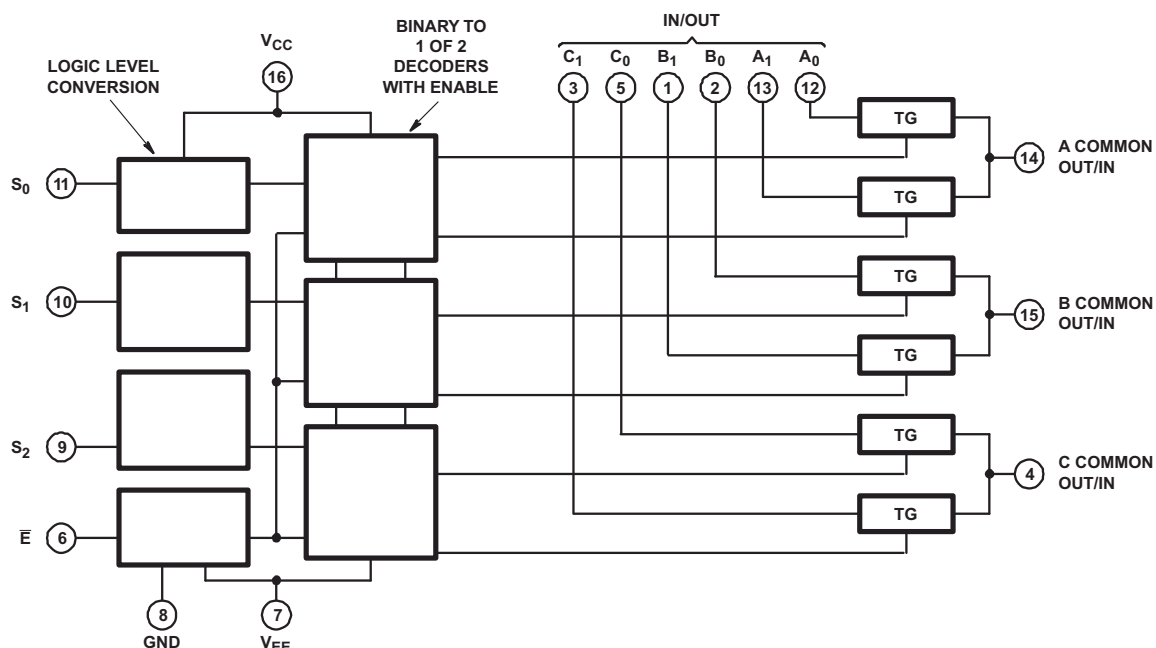 IN/OUT
BINARY TO
1 OF 2
DECODERS
WITH ENABLE
VCC
16
LOGIC LEVEL
CONVERSION
C1 C0 B1 B0 A1 A0
3 5 1 2 13 12
TG
A COMMON
OUT/IN
14
S0 11
TG
TG
S1 10
B COMMON
OUT/IN
15
TG
TG
S2 9
C COMMON
OUT/IN
4
TG
E̅ 6
8
GND
7
VEE